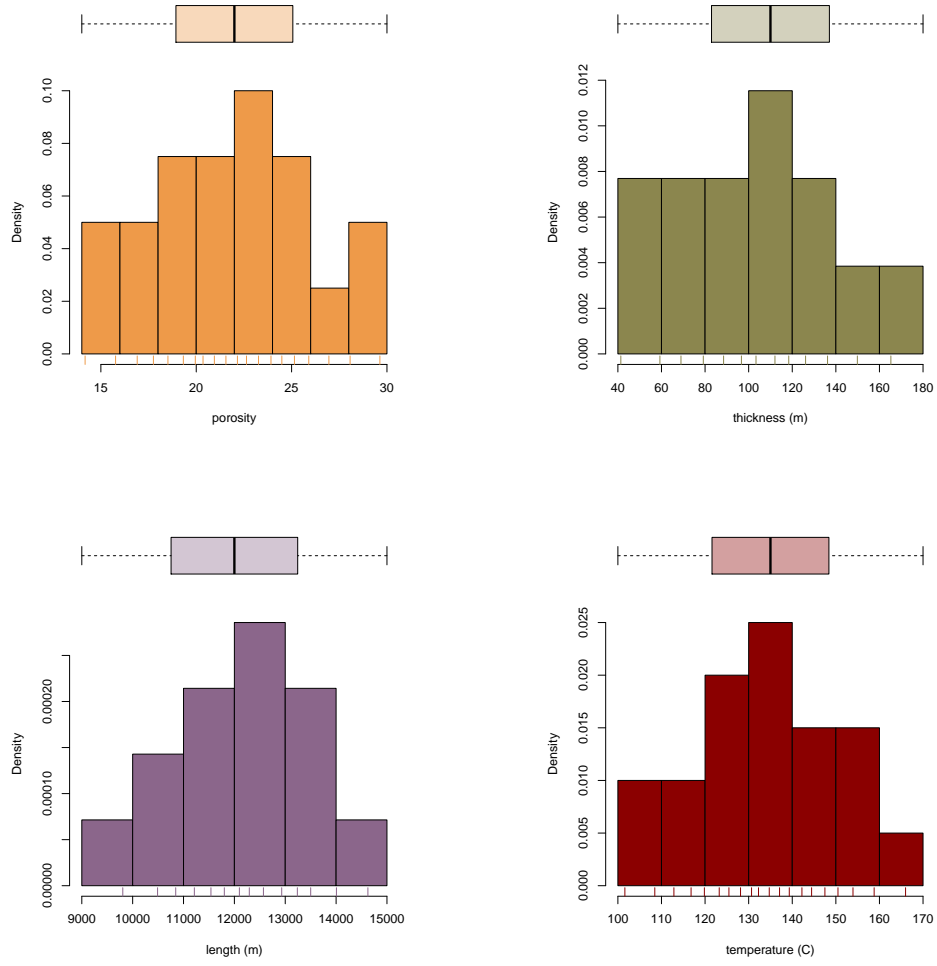 0.00 0.02 0.04 0.06 0.08 0.10
Density
15 20 25 30
porosity
0.000 0.002 0.004 0.006 0.008 0.010 0.012
Density
40 60 80 100 120 140 160 180
thickness (m)
0.00000 0.00010 0.00020
Density
9000 10000 11000 12000 13000 14000 15000
length (m)
0.000 0.005 0.010 0.015 0.020 0.025
Density
100 110 120 130 140 150 160 170
temperature (C)